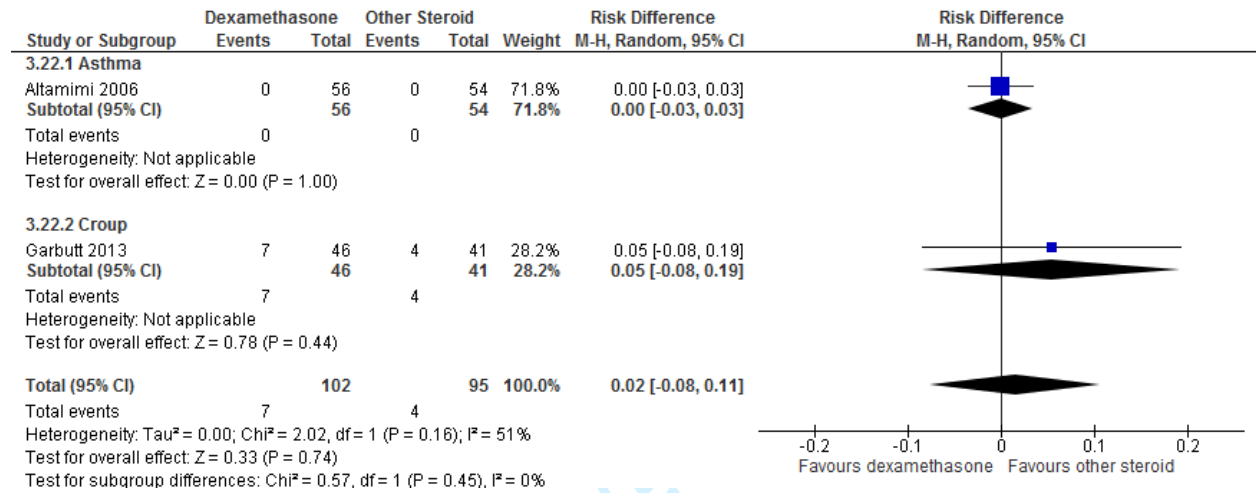 Dexamethasone Other Steroid Risk Difference Risk Difference
Study or Subgroup Events Total Events Total Weight M-H, Random, 95% CI M-H, Random, 95% CI
3.22.1 Asthma
Altamimi 2006 0 56 0 54 71.8% 0.00 [-0.03, 0.03]
Subtotal (95% CI) 56 54 71.8% 0.00 [-0.03, 0.03]
Total events 0 0
Heterogeneity: Not applicable
Test for overall effect: Z = 0.00 (P = 1.00)
3.22.2 Croup
Garbutt 2013 7 46 4 41 28.2% 0.05 [-0.08, 0.19]
Subtotal (95% CI) 46 41 28.2% 0.05 [-0.08, 0.19]
Total events 7 4
Heterogeneity: Not applicable
Test for overall effect: Z = 0.78 (P = 0.44)
Total (95% CI) 102 95 100.0% 0.02 [-0.08, 0.11]
Total events 7 4
Heterogeneity: Tau² = 0.00; Chi² = 2.02, df = 1 (P = 0.16); I² = 51%
Test for overall effect: Z = 0.33 (P = 0.74)
Test for subgroup differences: Chi² = 0.57, df = 1 (P = 0.45), I² = 0%
-0.2 -0.1 0 0.1 0.2
Favours dexamethasone Favours other steroid